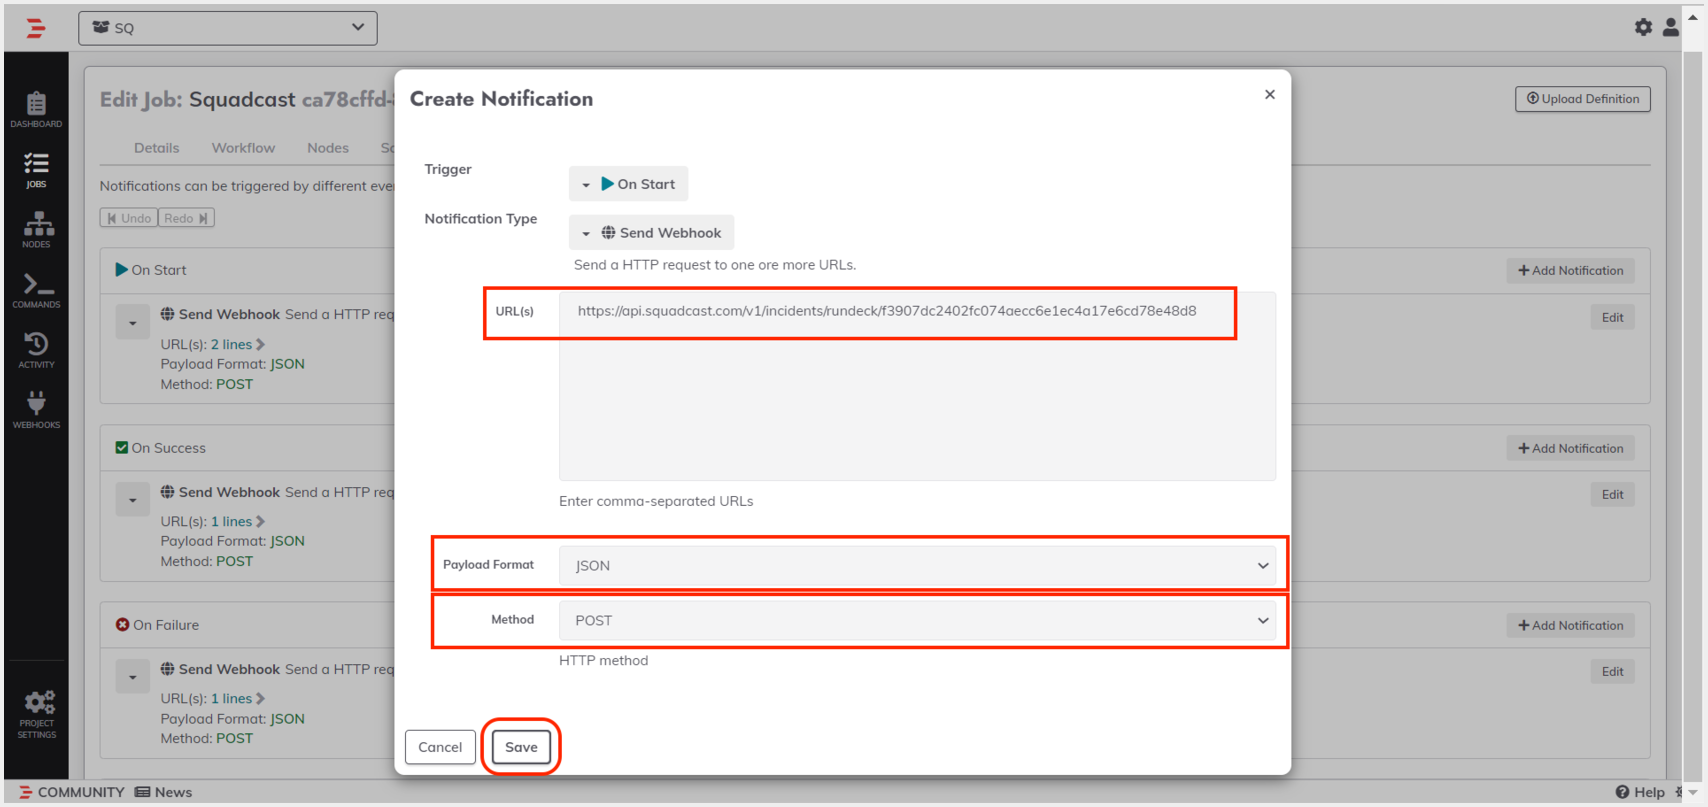 SQ
Edit Job: Squadcast ca78cffd-
Upload Definition
Details Workflow Nodes
Notifications can be triggered by different eve
Undo Redo
DASHBOARD
JOBS
NODES
COMMANDS
ACTIVITY
WEBHOOKS
PROJECT
SETTINGS
On Start
Add Notification
Send Webhook Send a HTTP req
Edit
URL(s): 2 lines
Payload Format: JSON
Method: POST
On Success
Add Notification
Send Webhook Send a HTTP req
Edit
URL(s): 1 lines
Payload Format: JSON
Method: POST
On Failure
Add Notification
Send Webhook Send a HTTP req
Edit
URL(s): 1 lines
Payload Format: JSON
Method: POST
Create Notification
×
Trigger
On Start
Notification Type
Send Webhook
Send a HTTP request to one ore more URLs.
URL(s) https://api.squadcast.com/v1/incidents/rundeck/f3907dc2402fc074aecc6e1ec4a17e6cd78e48d8
Enter comma-separated URLs
Payload Format JSON
Method POST
HTTP method
Cancel Save
COMMUNITY News
Help